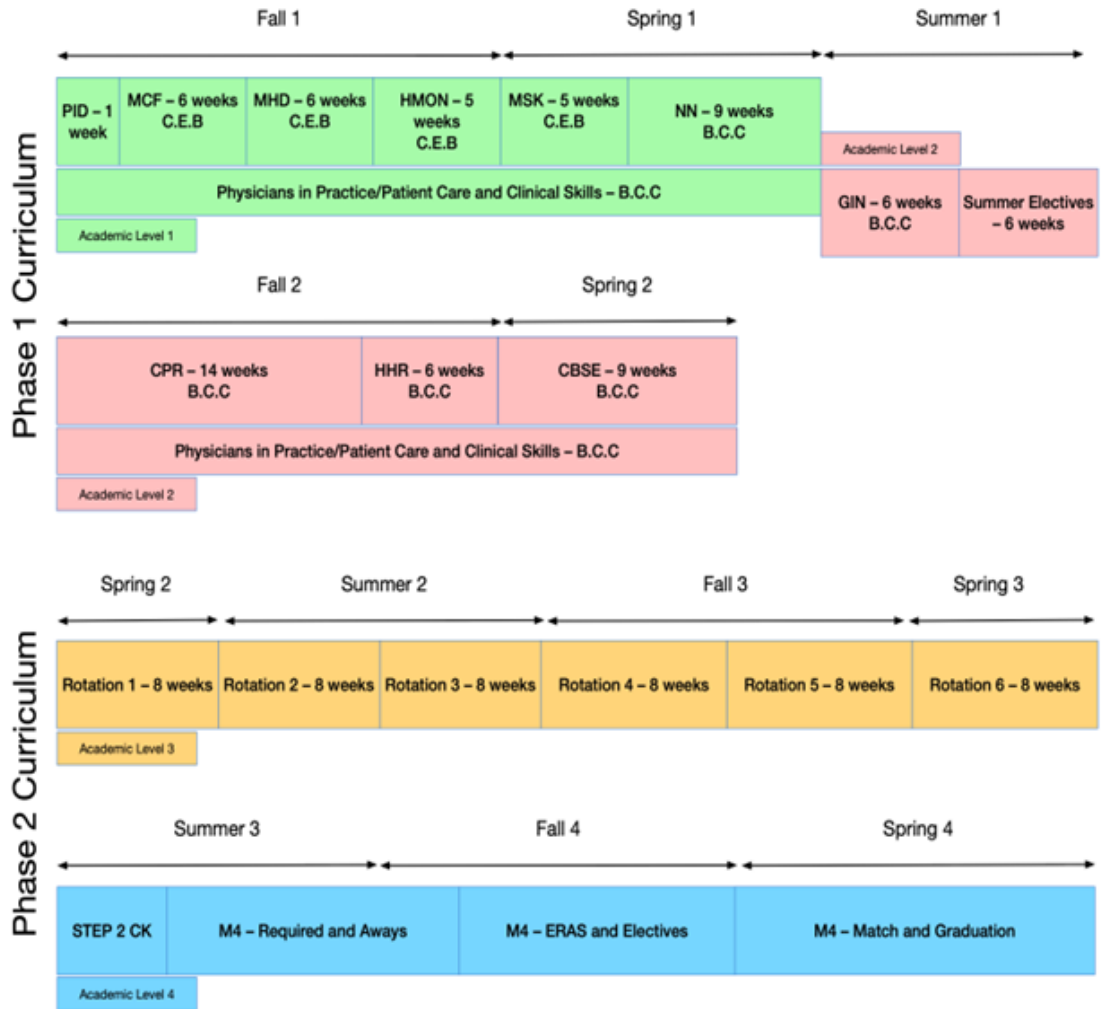 Phase 1 Curriculum
Fall 1
Spring 1
Summer 1
PID – 1
week
MCF – 6 weeks
C.E.B
MHD – 6 weeks
C.E.B
HMON – 5
weeks
C.E.B
MSK – 5 weeks
C.E.B
NN – 9 weeks
B.C.C
Academic Level 2
Physicians in Practice/Patient Care and Clinical Skills – B.C.C
GIN – 6 weeks
B.C.C
Summer Electives
– 6 weeks
Academic Level 1
Fall 2
Spring 2
CPR – 14 weeks
B.C.C
HHR – 6 weeks
B.C.C
CBSE – 9 weeks
B.C.C
Physicians in Practice/Patient Care and Clinical Skills – B.C.C
Academic Level 2
Phase 2 Curriculum
Spring 2
Summer 2
Fall 3
Spring 3
Rotation 1 – 8 weeks
Rotation 2 – 8 weeks
Rotation 3 – 8 weeks
Rotation 4 – 8 weeks
Rotation 5 – 8 weeks
Rotation 6 – 8 weeks
Academic Level 3
Summer 3
Fall 4
Spring 4
STEP 2 CK
M4 – Required and Aways
M4 – ERAS and Electives
M4 – Match and Graduation
Academic Level 4